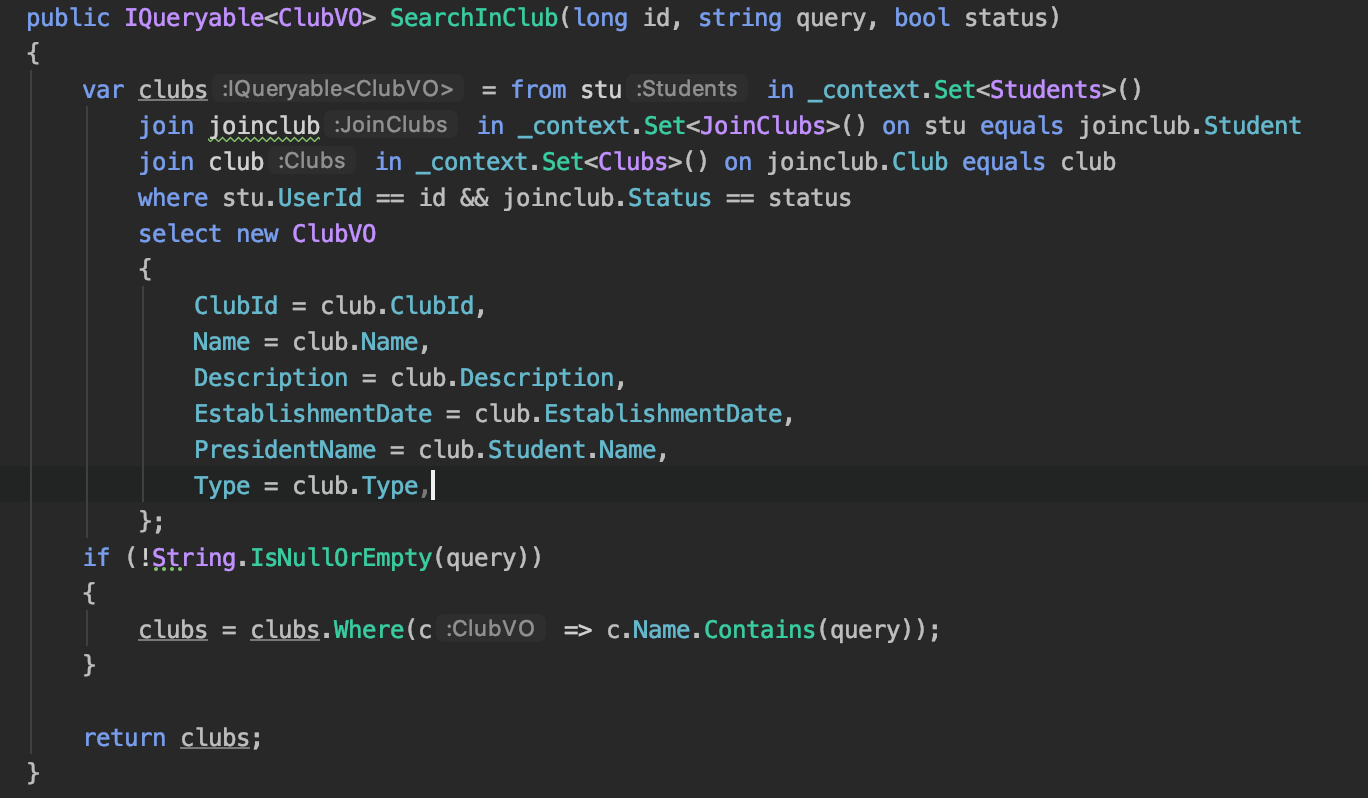 public IQueryable<ClubVO> SearchInClub(long id, string query, bool status)
{
var clubs :IQueryable<ClubVO> = from stu :Students in _context.Set<Students>()
join joinclub :JoinClubs in _context.Set<JoinClubs>() on stu equals joinclub.Student
join club :Clubs in _context.Set<Clubs>() on joinclub.Club equals club
where stu.UserId == id && joinclub.Status == status
select new ClubVO
{
ClubId = club.ClubId,
Name = club.Name,
Description = club.Description,
EstablishmentDate = club.EstablishmentDate,
PresidentName = club.Student.Name,
Type = club.Type,
};
if (!String.IsNullOrEmpty(query))
{
clubs = clubs.Where(c :ClubVO => c.Name.Contains(query));
}
return clubs;
}